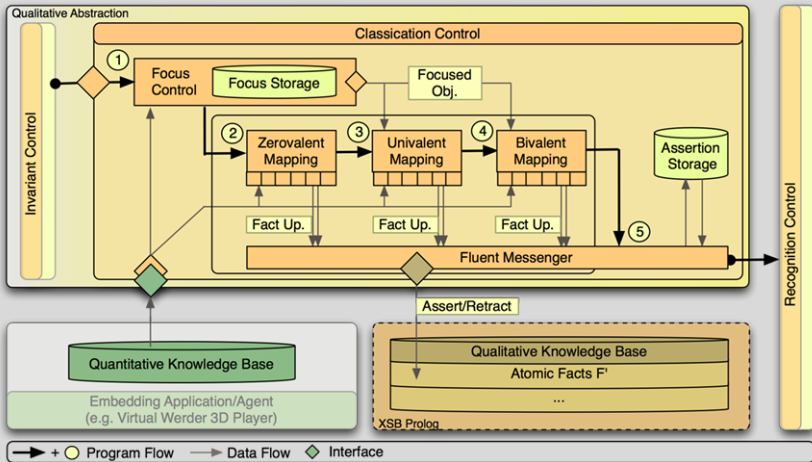 Qualitative Abstraction
Classication Control
Invariant Control
1
Focus
Control
Focus Storage
Focused
Obj.
2
Zerovalent
Mapping
3
Univalent
Mapping
4
Bivalent
Mapping
Assertion
Storage
Fact Up.
Fact Up.
Fact Up.
5
Fluent Messenger
Recognition Control
Assert/Retract
Quantitative Knowledge Base
Embedding Application/Agent
(e.g. Virtual Werder 3D Player)
Qualitative Knowledge Base
Atomic Facts F'
...
XSB Prolog
+ Program Flow
Data Flow
Interface